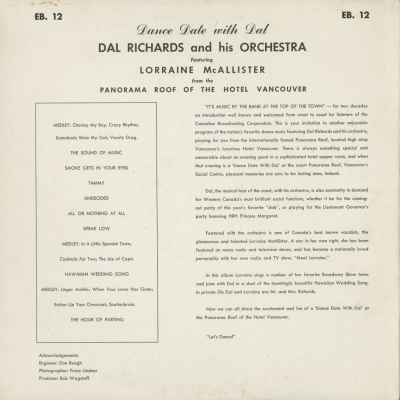 EB. 12
EB. 12
Dance Date with Dal
DAL RICHARDS and his ORCHESTRA
Featuring
LORRAINE McALLISTER
from the
PANORAMA ROOF OF THE HOTEL VANCOUVER
MEDLEY: Charley My Boy, Crazy Rhythm,
Somebody Stole My Gal, Varsity Drag.
THE SOUND OF MUSIC
SMOKE GETS IN YOUR EYES
TAMMY
UNDECIDED
ALL OR NOTHING AT ALL
SPEAK LOW
MEDLEY: In A Little Spanish Town;
Cocktails For Two; The Isle of Capri.
HAWAIIAN WEDDING SONG
MEDLEY: Linger Awhile; When Your Lover Has Gone;
Button Up Your Overcoat; Scatterbrain.
THE HOUR OF PARTING
"IT'S MUSIC BY THE BAND AT THE TOP OF THE TOWN" — for two decades
an introduction well known and welcomed from coast to coast by listeners of the
Canadian Broadcasting Corporation. This is your invitation to another enjoyable
program of the nation's favorite dance music featuring Dal Richards and his orchestra,
playing for you from the internationally famed Panorama Roof, located high atop
Vancouver's luxurious Hotel Vancouver. There is always something special and
memorable about an evening spent in a sophisticated hotel supper room, and when
that evening is a 'Dance Date With Dal' at the smart Panorama Roof, Vancouver's
Social Centre, pleasant memories are sure to be lasting ones, indeed!
Dal, the musical host of the coast, with his orchestra, is also constantly in demand
for Western Canada's most brilliant social functions, whether it be for the coming-
out party of this year's favorite "deb", or playing for the Lieutenant Governor's
party honoring HRH Princess Margaret.
Featured with the orchestra is one of Canada's best known vocalists, the
glamorous and talented Lorraine McAllister. A star in her own right, she has been
featured on many radio and television shows, and has become a nationally loved
personality with her own radio and TV show, "Meet Lorraine."
In this album Lorraine sings a number of her favorite Broadway Show tunes
and joins with Dal in a duet of the hauntingly beautiful Hawaiian Wedding Song.
In private life Dal and Lorraine are Mr. and Mrs. Richards.
Now we can all share the excitement and fun of a 'Dance Date With Dal' at
the Panorama Roof of the Hotel Vancouver.
"Let's Dance!"
Acknowledgements:
Engineer: Don Keogh
Photographer: Franz Lindner
Producer: Bob Wagstaff.